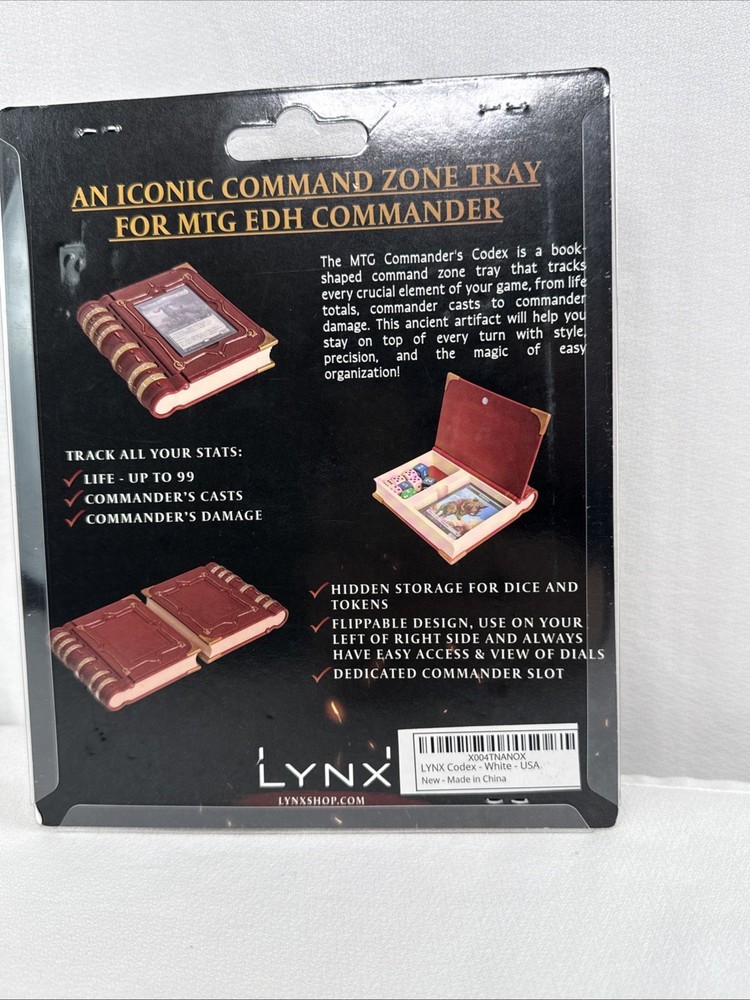 AN ICONIC COMMAND ZONE TRAY
FOR MTG EDH COMMANDER
The MTG Commander's Codex is a book-
shaped command zone tray that tracks
every crucial element of your game, from life
totals, commander casts to commander
damage. This ancient artifact will help you
stay on top of every turn with style,
precision, and the magic of easy
organization!
TRACK ALL YOUR STATS:
LIFE - UP TO 99
COMMANDER'S CASTS
COMMANDER'S DAMAGE
HIDDEN STORAGE FOR DICE AND
TOKENS
FLIPPABLE DESIGN, USE ON YOUR
LEFT OF RIGHT SIDE AND ALWAYS
HAVE EASY ACCESS & VIEW OF DIALS
DEDICATED COMMANDER SLOT
LYNX
LYNXSHOP.COM
X004TNANOX
LYNX Codex - White - USA
New - Made in China